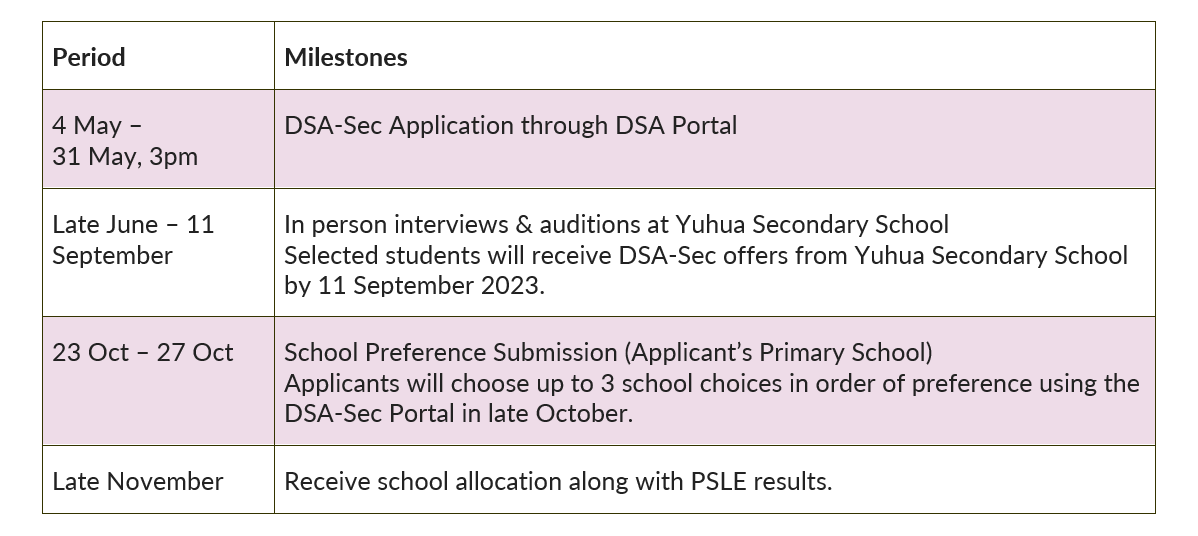 Period
Milestones
4 May –
31 May, 3pm
DSA-Sec Application through DSA Portal
Late June – 11
September
In person interviews & auditions at Yuhua Secondary School
Selected students will receive DSA-Sec offers from Yuhua Secondary School
by 11 September 2023.
23 Oct – 27 Oct
School Preference Submission (Applicant’s Primary School)
Applicants will choose up to 3 school choices in order of preference using the
DSA-Sec Portal in late October.
Late November
Receive school allocation along with PSLE results.